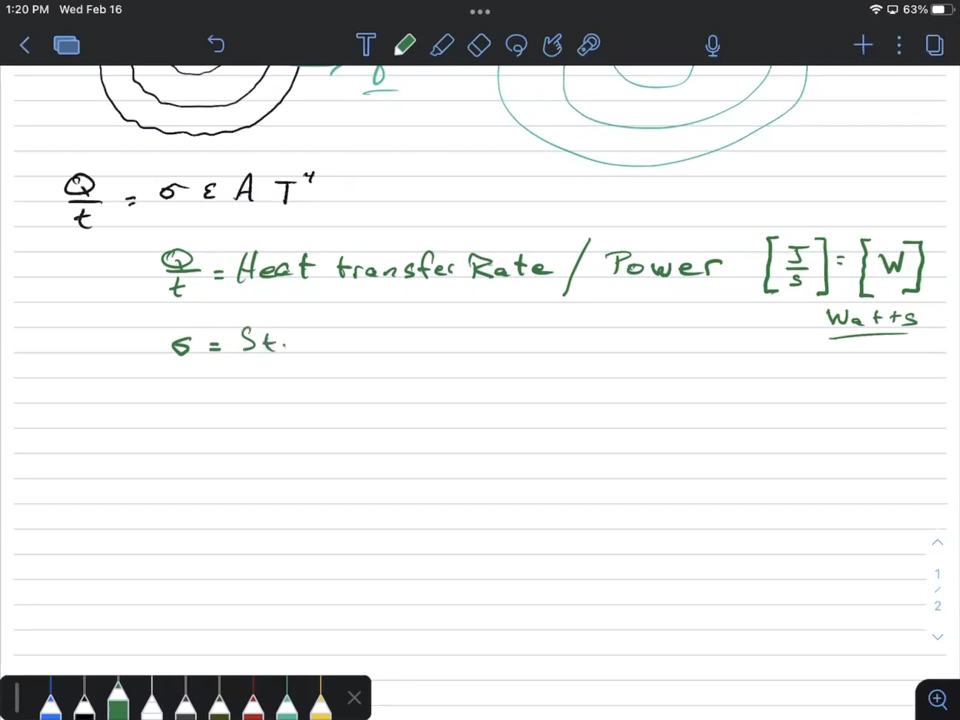 1:20 PM Wed Feb 16
63%
T
Q/t = σ ε A T⁴
Q/t = Heat transfer Rate / Power [J/s] = [W]
Watts
σ = St.
1
/
2